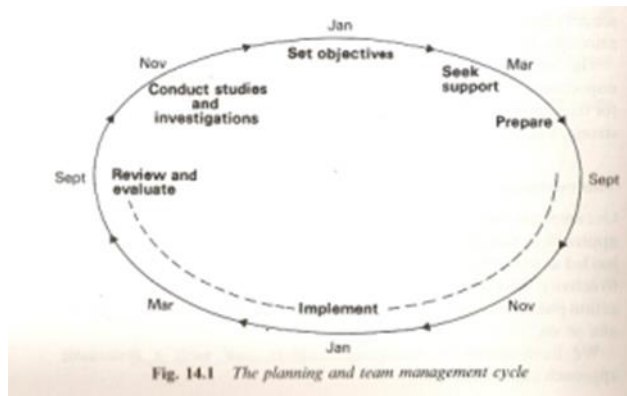 Jan
Set objectives
Nov
Mar
Seek
support
Conduct studies
and
investigations
Prepare
Sept
Review and
evaluate
Sept
Mar
Implement
Nov
Jan
Fig. 14.1 The planning and team management cycle